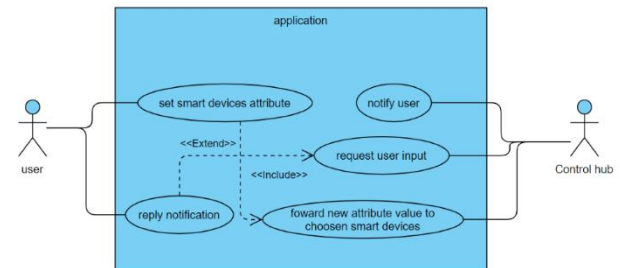 application
set smart devices attribute
notify user
<<Extend>>
request user input
user
Control hub
<<Include>>
reply notification
foward new attribute value to
choosen smart devices